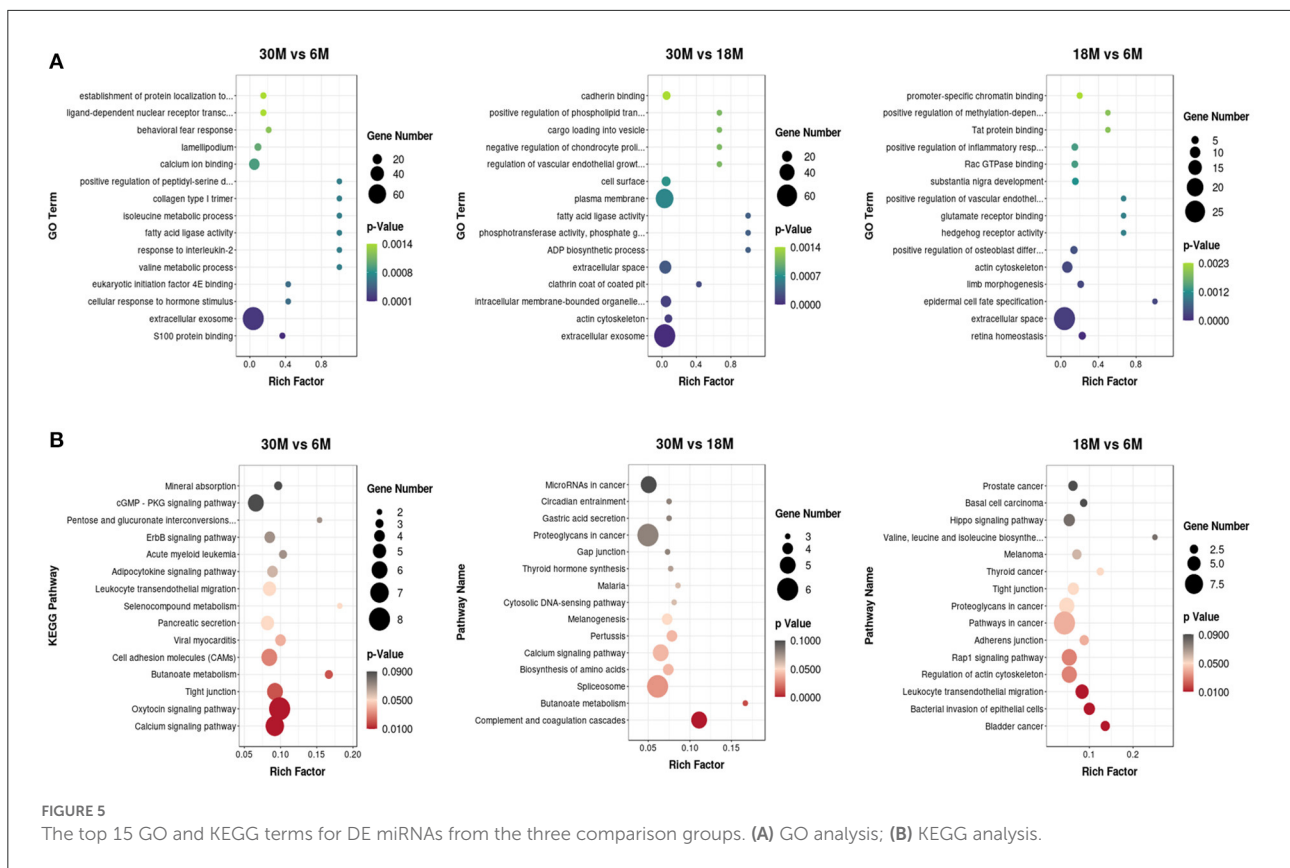 A
30M vs 6M
establishment of protein localization to...
ligand-dependent nuclear receptor transc...
behavioral fear response
lamellipodium
calcium ion binding
positive regulation of peptidyl-serine d...
collagen type I trimer
isoleucine metabolic process
fatty acid ligase activity
response to interleukin-2
valine metabolic process
eukaryotic initiation factor 4E binding
cellular response to hormone stimulus
extracellular exosome
S100 protein binding
GO Term
0.0 0.4 0.8
Rich Factor
Gene Number
20
40
60
p-Value
0.0014
0.0008
0.0001
30M vs 18M
cadherin binding
positive regulation of phospholipid tran...
cargo loading into vesicle
negative regulation of chondrocyte proli...
regulation of vascular endothelial growt...
cell surface
plasma membrane
fatty acid ligase activity
phosphotransferase activity, phosphate g...
ADP biosynthetic process
extracellular space
clathrin coat of coated pit
intracellular membrane-bounded organelle...
actin cytoskeleton
extracellular exosome
GO Term
0.0 0.4 0.8
Rich Factor
Gene Number
20
40
60
p-Value
0.0014
0.0007
0.0000
18M vs 6M
promoter-specific chromatin binding
positive regulation of methylation-depen...
Tat protein binding
positive regulation of inflammatory resp...
Rac GTPase binding
substantia nigra development
positive regulation of vascular endothel...
glutamate receptor binding
hedgehog receptor activity
positive regulation of osteoblast differ...
actin cytoskeleton
limb morphogenesis
epidermal cell fate specification
extracellular space
retina homeostasis
GO Term
0.0 0.4 0.8
Rich Factor
Gene Number
5
10
15
20
25
p-Value
0.0023
0.0012
0.0000
B
30M vs 6M
Mineral absorption
cGMP - PKG signaling pathway
Pentose and glucuronate interconversions...
ErbB signaling pathway
Acute myeloid leukemia
Adipocytokine signaling pathway
Leukocyte transendothelial migration
Selenocompound metabolism
Pancreatic secretion
Viral myocarditis
Cell adhesion molecules (CAMs)
Butanoate metabolism
Tight junction
Oxytocin signaling pathway
Calcium signaling pathway
KEGG Pathway
0.05 0.10 0.15 0.20
Rich Factor
Gene Number
2
3
4
5
6
7
8
p-Value
0.0900
0.0500
0.0100
30M vs 18M
MicroRNAs in cancer
Circadian entrainment
Gastric acid secretion
Proteoglycans in cancer
Gap junction
Thyroid hormone synthesis
Malaria
Cytosolic DNA-sensing pathway
Melanogenesis
Pertussis
Calcium signaling pathway
Biosynthesis of amino acids
Spliceosome
Butanoate metabolism
Complement and coagulation cascades
Pathway Name
0.05 0.10 0.15
Rich Factor
Gene Number
3
4
5
6
p Value
0.1000
0.0500
0.0000
18M vs 6M
Prostate cancer
Basal cell carcinoma
Hippo signaling pathway
Valine, leucine and isoleucine biosynthe...
Melanoma
Thyroid cancer
Tight junction
Proteoglycans in cancer
Pathways in cancer
Adherens junction
Rap1 signaling pathway
Regulation of actin cytoskeleton
Leukocyte transendothelial migration
Bacterial invasion of epithelial cells
Bladder cancer
Pathway Name
0.1 0.2
Rich Factor
Gene Number
2.5
5.0
7.5
p Value
0.0900
0.0500
0.0100
FIGURE 5
The top 15 GO and KEGG terms for DE miRNAs from the three comparison groups. (A) GO analysis; (B) KEGG analysis.